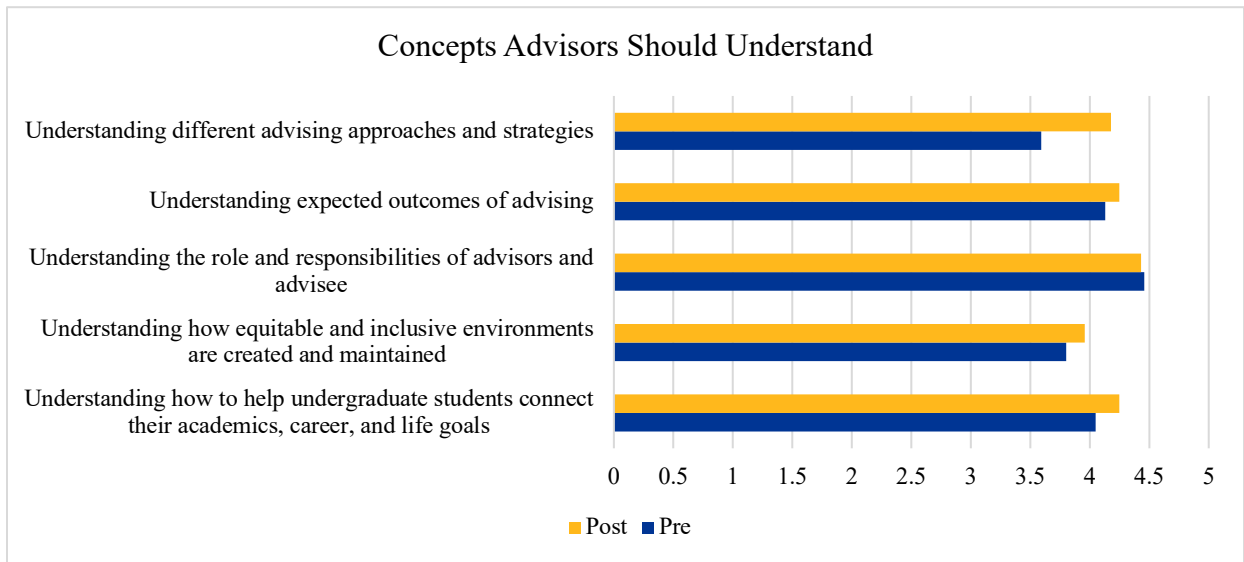 Concepts Advisors Should Understand
Understanding different advising approaches and strategies
Understanding expected outcomes of advising
Understanding the role and responsibilities of advisors and
advisee
Understanding how equitable and inclusive environments
are created and maintained
Understanding how to help undergraduate students connect
their academics, career, and life goals
0 0.5 1 1.5 2 2.5 3 3.5 4 4.5 5
Post Pre